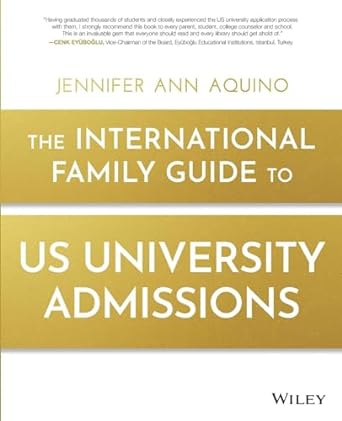 "Having graduated thousands of students and closely experienced the US university application process
with them, I strongly recommend this book to every parent, student, college counselor and school.
This is an invaluable gem that everyone should read and every library should get ahold of."
—CENK EYÜBOĞLU, Vice-Chairman of the Board, Eyüboğlu Educational Institutions, Istanbul, Turkey
JENNIFER ANN AQUINO
THE INTERNATIONAL
FAMILY GUIDE TO
US UNIVERSITY
ADMISSIONS
WILEY